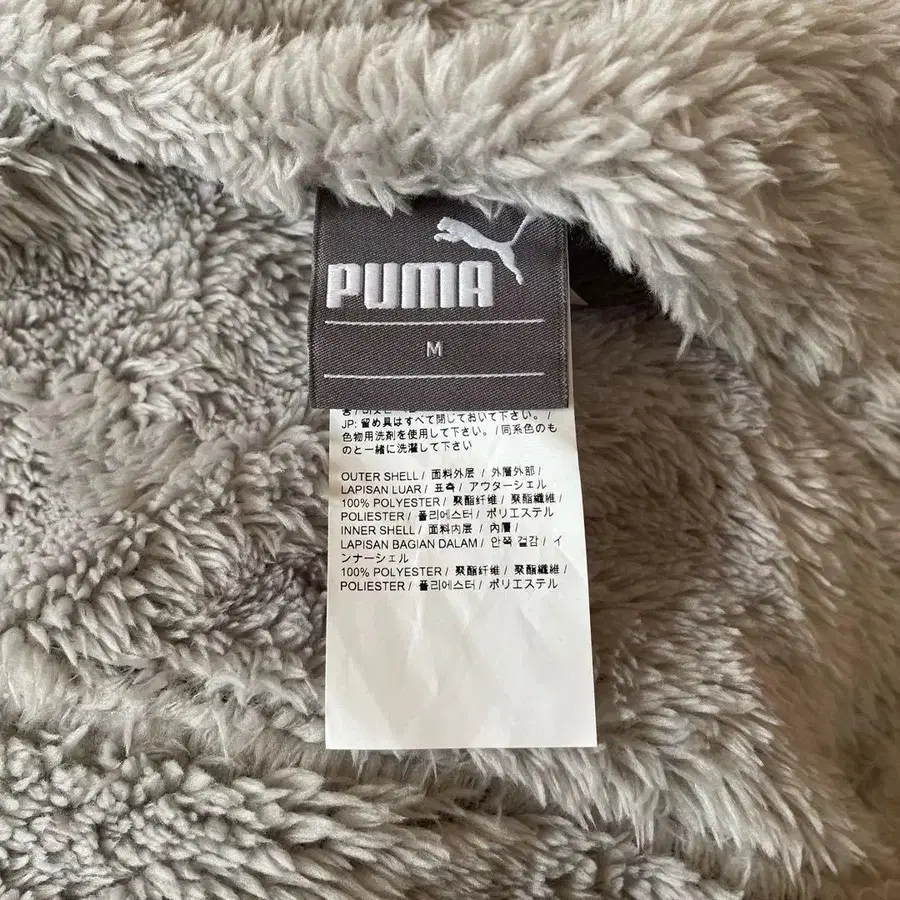 PUMA
M
JP: 留め具はすべて閉じておいて下さい。/
色物用洗剤を使用して下さい。/同系色のも
のと一緒に洗濯して下さい
OUTER SHELL / 面料外层 / 外層外部 /
LAPISAN LUAR / 표측 / アウターシェル
100% POLYESTER / 聚酯纤维 / 聚酯纖維 /
POLIESTER / 폴리에스터 / ポリエステル
INNER SHELL / 面料内层 / 內層 /
LAPISAN BAGIAN DALAM / 안쪽 겉감 / イ
ンナーシェル
100% POLYESTER / 聚酯纤维 / 聚酯纖維 /
POLIESTER / 폴리에스터 / ポリエステル